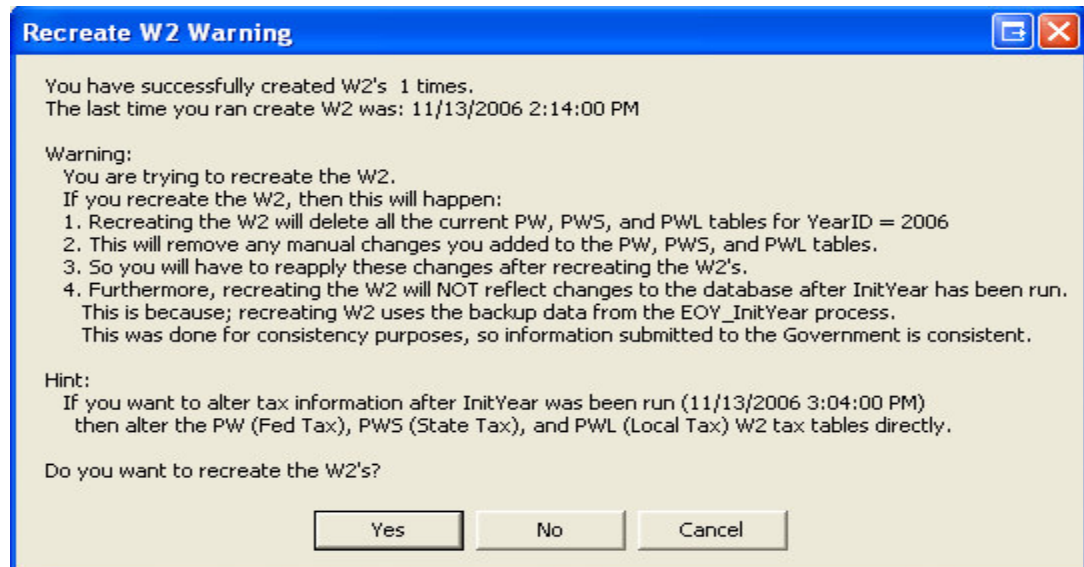 Recreate W2 Warning
You have successfully created W2's 1 times.
The last time you ran create W2 was: 11/13/2006 2:14:00 PM
Warning:
You are trying to recreate the W2.
If you recreate the W2, then this will happen:
1. Recreating the W2 will delete all the current PW, PWS, and PWL tables for YearID = 2006
2. This will remove any manual changes you added to the PW, PWS, and PWL tables.
3. So you will have to reapply these changes after recreating the W2's.
4. Furthermore, recreating the W2 will NOT reflect changes to the database after InitYear has been run.
This is because; recreating W2 uses the backup data from the EOY_InitYear process.
This was done for consistency purposes, so information submitted to the Government is consistent.
Hint:
If you want to alter tax information after InitYear was been run (11/13/2006 3:04:00 PM)
then alter the PW (Fed Tax), PWS (State Tax), and PWL (Local Tax) W2 tax tables directly.
Do you want to recreate the W2's?
Yes No Cancel